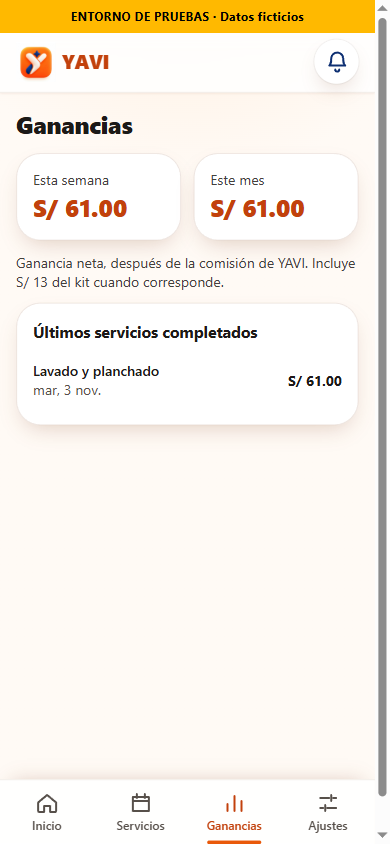 ENTORNO DE PRUEBAS · Datos ficticios
YAVI
Ganancias
Esta semana
S/ 61.00
Este mes
S/ 61.00
Ganancia neta, después de la comisión de YAVI. Incluye
S/ 13 del kit cuando corresponde.
Últimos servicios completados
Lavado y planchado
mar, 3 nov.
S/ 61.00
Inicio
Servicios
Ganancias
Ajustes